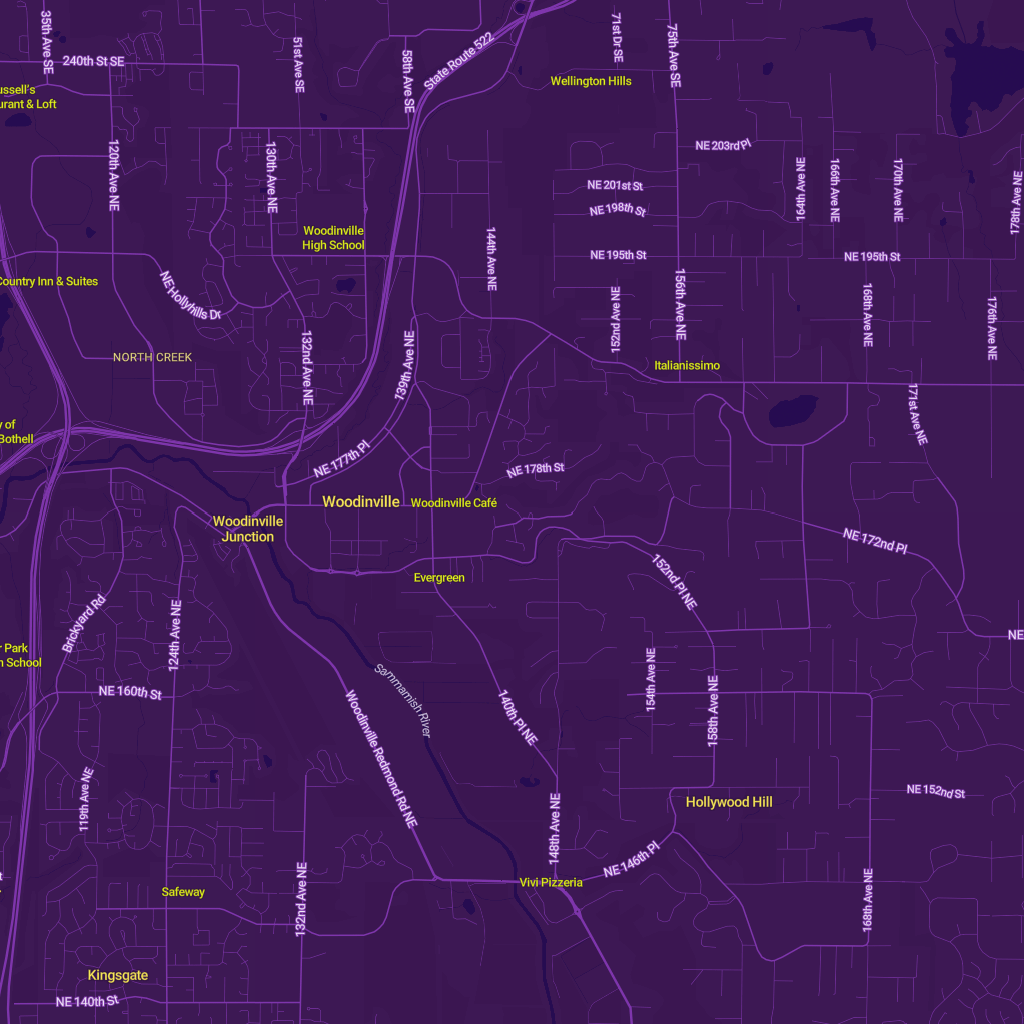 35th Ave SE
240th St SE
51st Ave SE
58th Ave SE
State Route 522
71st Dr SE
75th Ave SE
Wellington Hills
ussell's
urant & Loft
120th Ave NE
130th Ave NE
NE 203rd Pl
NE 201st St
NE 198th St
164th Ave NE
166th Ave NE
170th Ave NE
178th Ave NE
Woodinville
High School
144th Ave NE
NE 195th St
NE 195th St
Country Inn & Suites
NE Hollyhills Dr
152nd Ave NE
156th Ave NE
168th Ave NE
176th Ave NE
NORTH CREEK
132nd Ave NE
139th Ave NE
Italianissimo
171st Ave NE
y of
Bothell
NE 177th Pl
NE 178th St
Woodinville
Woodinville Café
Woodinville
Junction
NE 172nd Pl
Evergreen
152nd Pl NE
Brickyard Rd
124th Ave NE
r Park
h School
NE
NE 160th St
Sammamish River
154th Ave NE
158th Ave NE
140th Pl NE
Woodinville Redmond Rd NE
119th Ave NE
NE 152nd St
Hollywood Hill
148th Ave NE
NE 146th Pl
t
Safeway
Vivi Pizzeria
132nd Ave NE
168th Ave NE
Kingsgate
NE 140th St